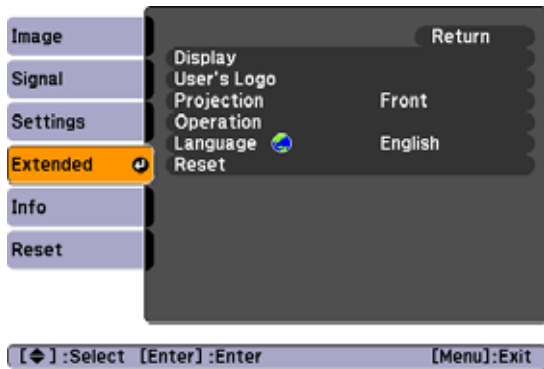 Image
Signal
Settings
Extended
Info
Reset
Return
Display
User's Logo
Projection Front
Operation
Language English
Reset
[◆] :Select [Enter] :Enter [Menu]:Exit